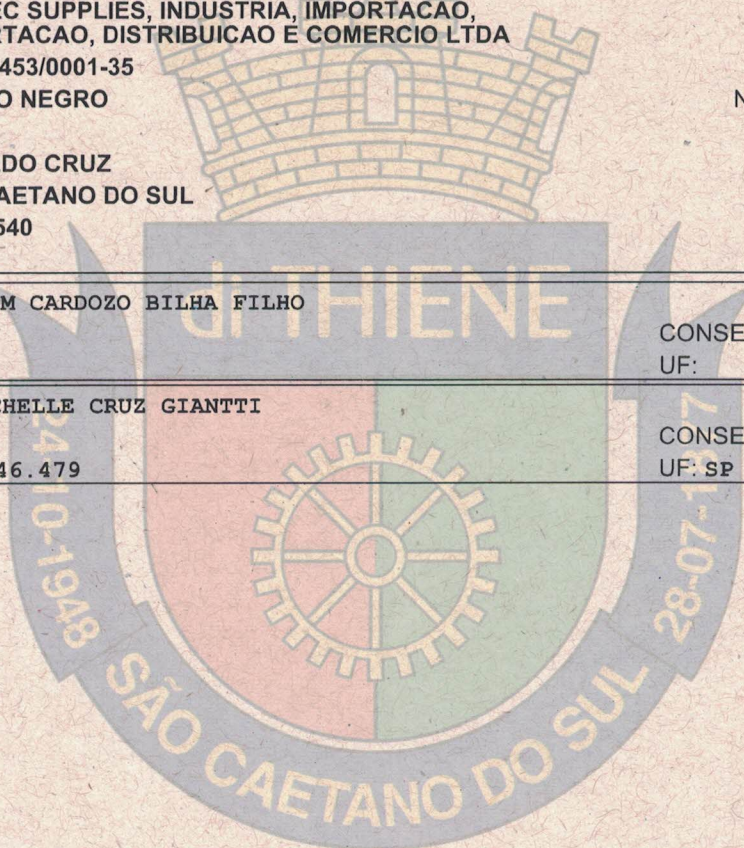 EC SUPPLIES, INDUSTRIA, IMPORTACAO,
RTACAO, DISTRIBUICAO E COMERCIO LTDA
453/0001-35
O NEGRO
N
DO CRUZ
AETANO DO SUL
540
di THIENE
M CARDOZO BILHA FILHO
CONSE
UF:
CHELLE CRUZ GIANTTI
CONSE
46.479
UF: SP
24-10-1948
28-07-1877
SÃO CAETANO DO SUL